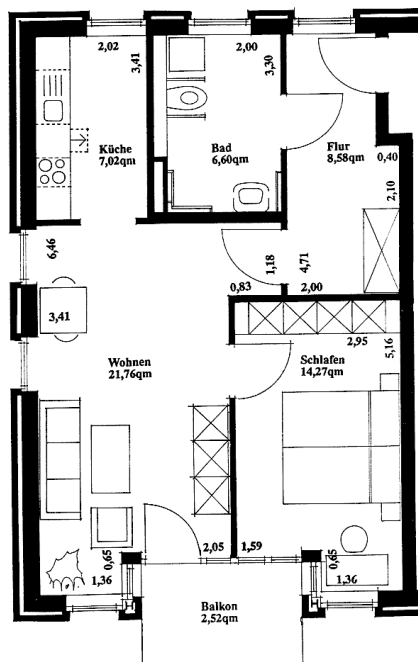 2,02
3,41
2,00
3,30
Küche
7,02qm
Bad
6,60qm
Flur
8,58qm
0,40
2,10
6,46
1,18
4,71
0,83
2,00
3,41
2,95
5,16
Wohnen
21,76qm
Schlafen
14,27qm
0,65
1,36
2,05
1,59
0,65
1,36
Balkon
2,52qm